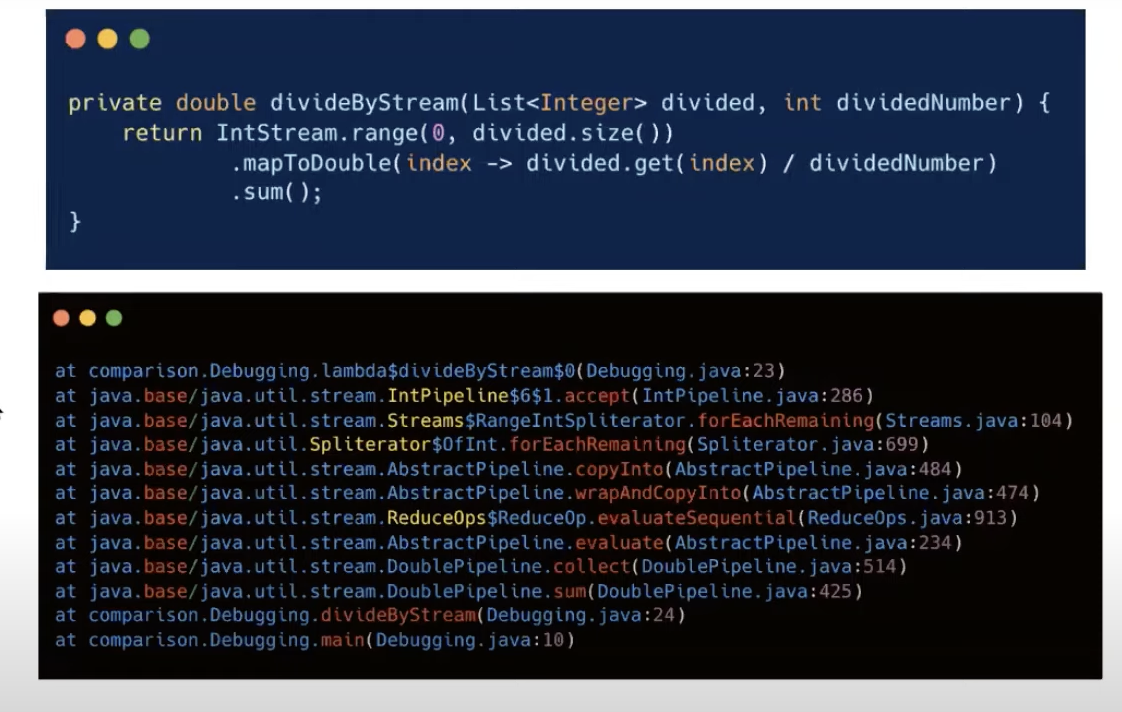 private double divideByStream(List<Integer> divided, int dividedNumber) {
return IntStream.range(0, divided.size())
.mapToDouble(index -> divided.get(index) / dividedNumber)
.sum();
}
at comparison.Debugging.lambda$divideByStream$0(Debugging.java:23)
at java.base/java.util.stream.IntPipeline$6$1.accept(IntPipeline.java:286)
at java.base/java.util.stream.Streams$RangeIntSpliterator.forEachRemaining(Streams.java:104)
at java.base/java.util.Spliterator$OfInt.forEachRemaining(Spliterator.java:699)
at java.base/java.util.stream.AbstractPipeline.copyInto(AbstractPipeline.java:484)
at java.base/java.util.stream.AbstractPipeline.wrapAndCopyInto(AbstractPipeline.java:474)
at java.base/java.util.stream.ReduceOps$ReduceOp.evaluateSequential(ReduceOps.java:913)
at java.base/java.util.stream.AbstractPipeline.evaluate(AbstractPipeline.java:234)
at java.base/java.util.stream.DoublePipeline.collect(DoublePipeline.java:514)
at java.base/java.util.stream.DoublePipeline.sum(DoublePipeline.java:425)
at comparison.Debugging.divideByStream(Debugging.java:24)
at comparison.Debugging.main(Debugging.java:10)